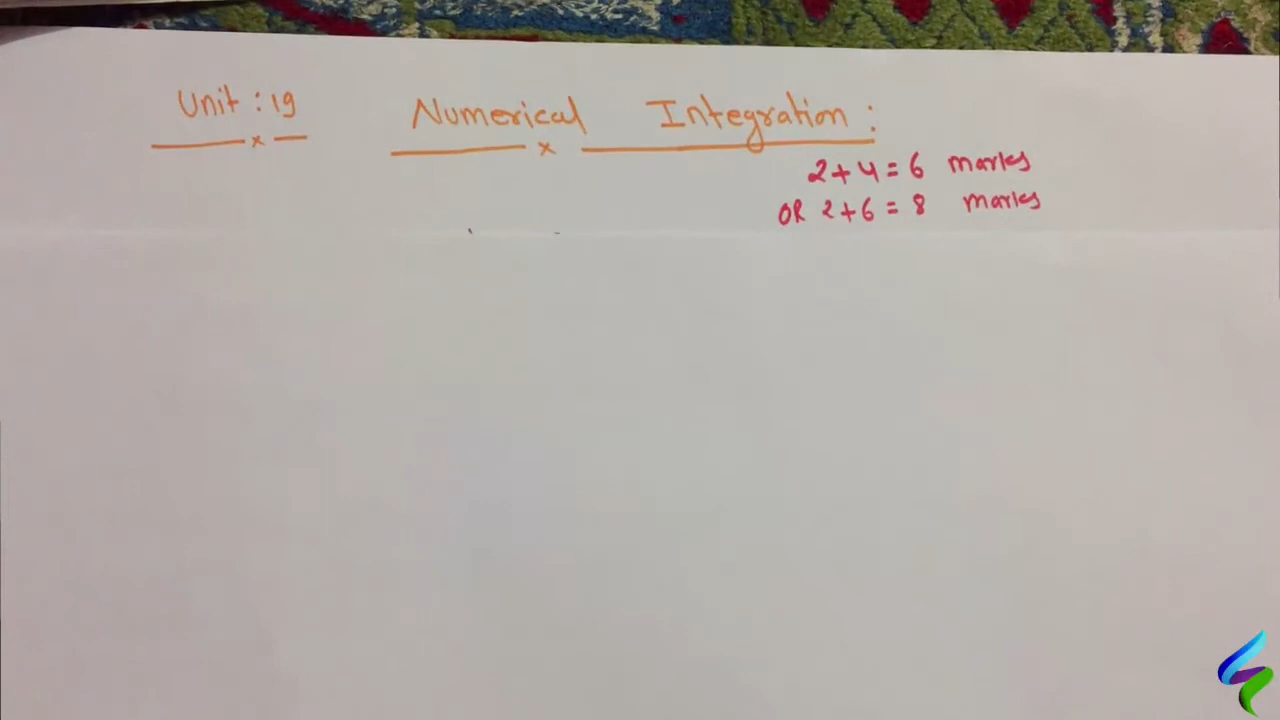 Unit : 19 Numerical Integration :
2 + 4 = 6 marks
OR 2 + 6 = 8 marks